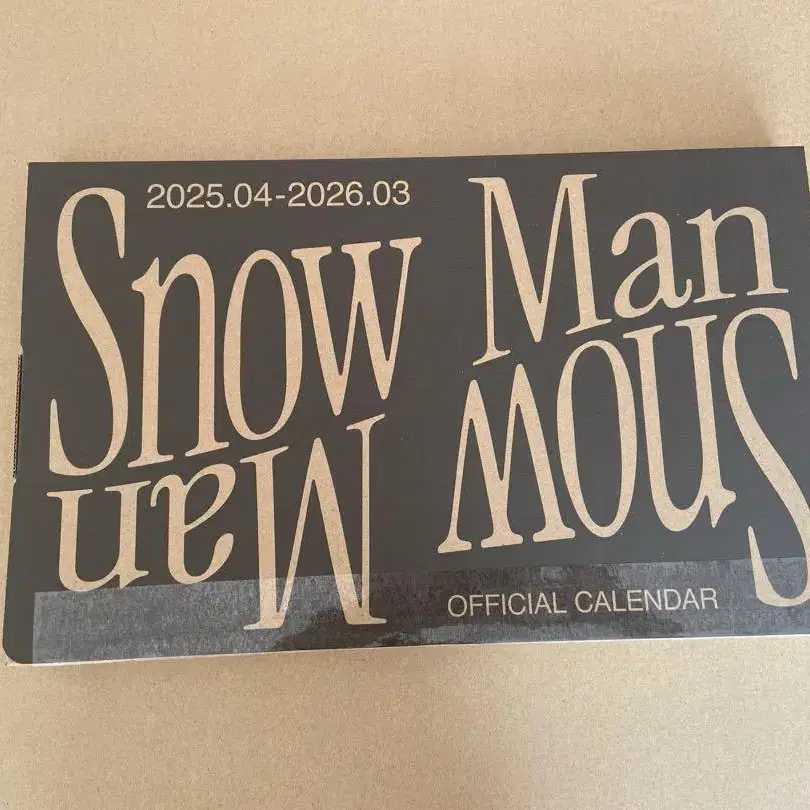 2025.04-2026.03
Snow Man
Man Snow
OFFICIAL CALENDAR